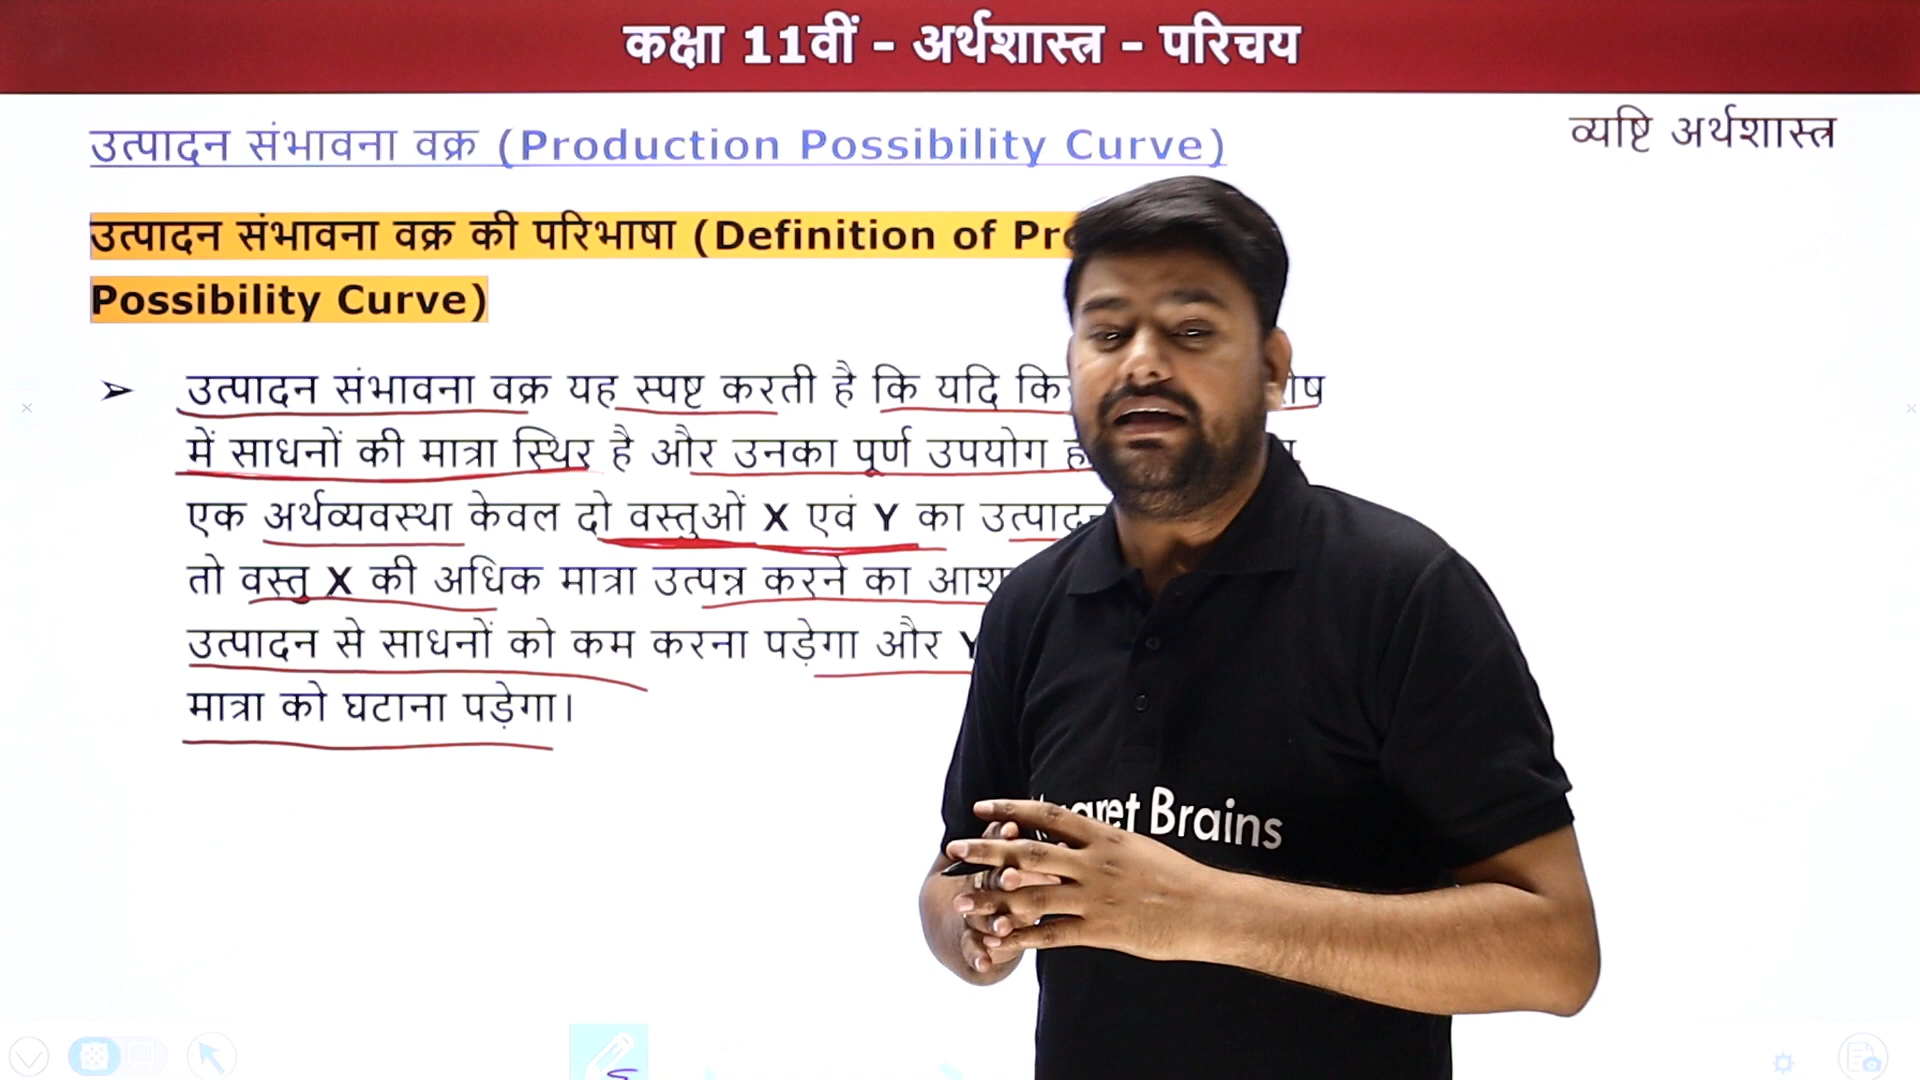 कक्षा 11वीं - अर्थशास्त्र - परिचय
उत्पादन संभावना वक्र (Production Possibility Curve)
व्यष्टि अर्थशास्त्र
उत्पादन संभावना वक्र की परिभाषा (Definition of
Possibility Curve)
➢ उत्पादन संभावना वक्र यह स्पष्ट करती है कि यदि
में साधनों की मात्रा स्थिर है और उनका पूर्ण उपयोग
एक अर्थव्यवस्था केवल दो वस्तुओं X एवं Y का
तो वस्तु X की अधिक मात्रा उत्पन्न करने का
उत्पादन से साधनों को कम करना पड़ेगा और Y
मात्रा को घटाना पड़ेगा।
Brains